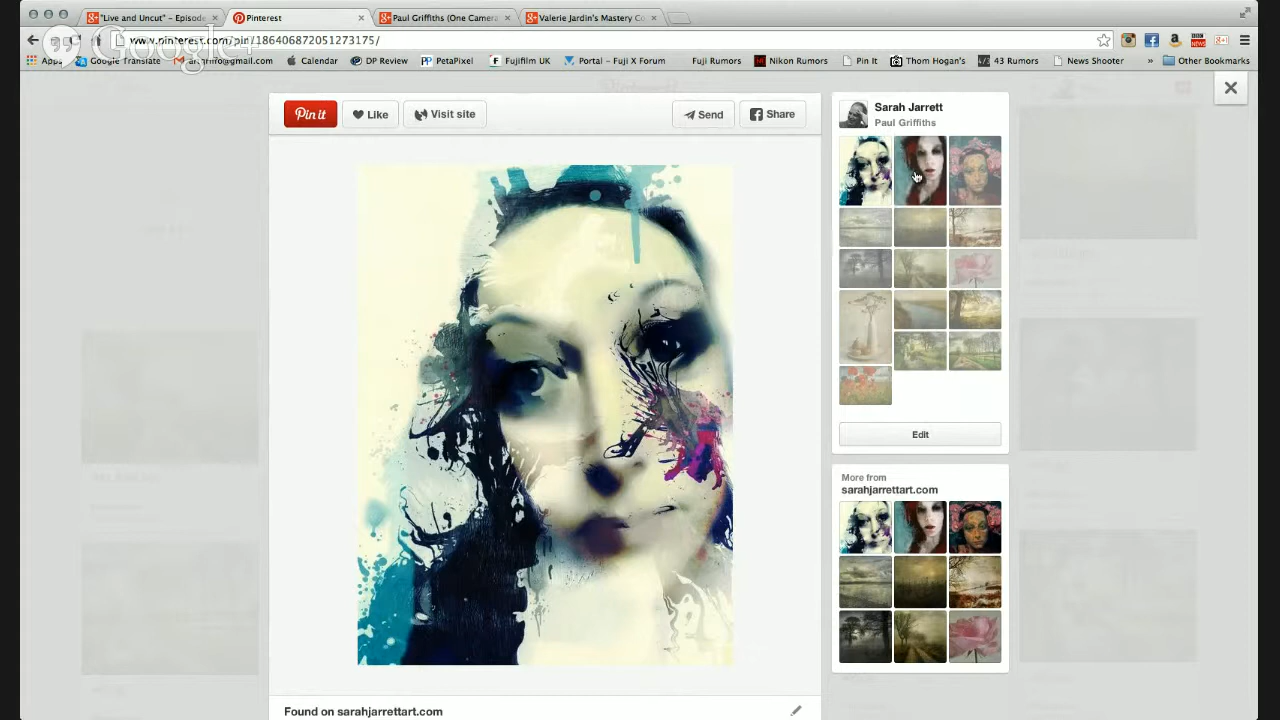 "Live and Uncut" – Episode
Pinterest
Paul Griffiths (One Camera
Valerie Jardin's Mastery Co
www.pinterest.com/pin/186406872051273175/
Google+
Apps
Google Translate
Calendar
DP Review
PetaPixel
Fujifilm UK
Portal – Fuji X Forum
Fuji Rumors
Nikon Rumors
Pin It
Thom Hogan's
43 Rumors
News Shooter
»
Other Bookmarks
Pin it
Like
Visit site
Send
Share
Sarah Jarrett
Paul Griffiths
Edit
More from
sarahjarrettart.com
Found on sarahjarrettart.com